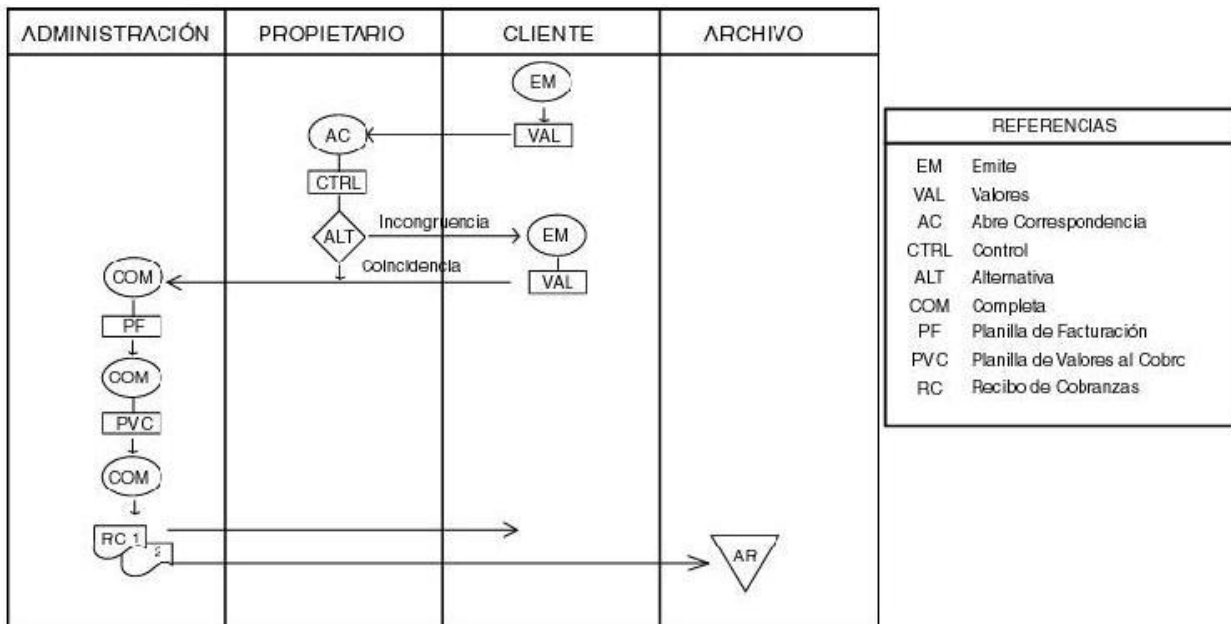 ADMINISTRACIÓN PROPIETARIO CLIENTE ARCHIVO
EM
VAL
AC
CTRL
ALT
Incongruencia
EM
Coincidencia
VAL
COM
PF
COM
PVC
COM
RC 1
2
AR
REFERENCIAS
EM Emite
VAL Valores
AC Abre Correspondencia
CTRL Control
ALT Alternativa
COM Completa
PF Planilla de Facturación
PVC Planilla de Valores al Cobro
RC Recibo de Cobranzas